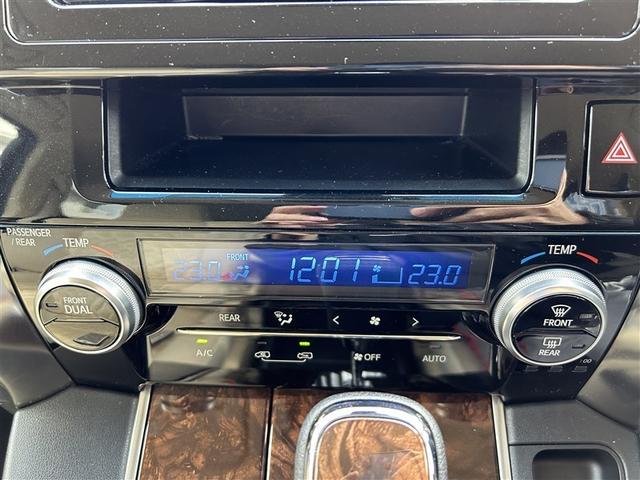 PASSENGER
/ REAR
TEMP
TEMP
FRONT
23.0
12:01
23.0
FRONT
DUAL
FRONT
REAR
REAR
A/C
OFF
AUTO